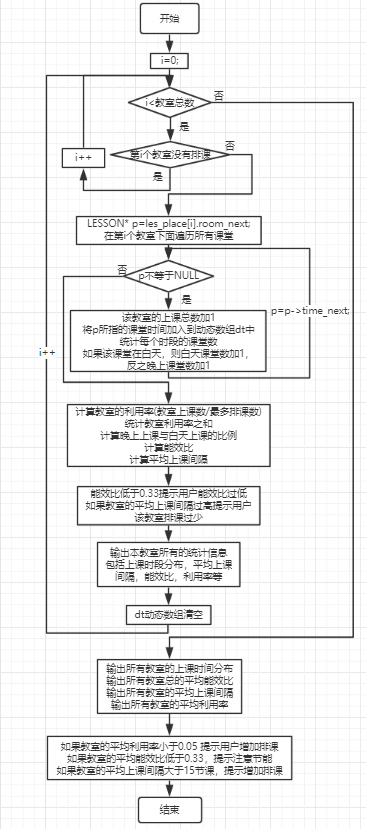 开始
i=0;
i<教室总数
否
是
第i个教室没有排课
否
i++
是
LESSON* p=les_place[i].room_next;
在第i个教室下面遍历所有课堂
否
p不等于NULL
是
p=p->time_next;
该教室的上课总数加1
将p所指的课堂时间加入到动态数组dt中
统计每个时段的课堂数
如果该课堂在白天，则白天课堂数加1，
反之晚上课堂数加1
i++
计算教室的利用率(教室上课数/最多排课数)
统计教室利用率之和
计算晚上上课与白天上课的比例
计算能效比
计算平均上课间隔
能效比低于0.33提示用户能效比过低
如果教室的平均上课间隔过高提示用户
该教室排课过少
输出本教室所有的统计信息
包括上课时段分布，平均上课
间隔，能效比，利用率等
dt动态数组清空
输出所有教室的上课时间分布
输出所有教室总的平均能效比
输出所有教室的平均上课间隔
输出所有教室的平均利用率
如果教室的平均利用率小于0.05 提示用户增加排课
如果教室的平均能效比低于0.33，提示注意节能
如果教室的平均上课间隔大于15节课，提示增加排课
结束